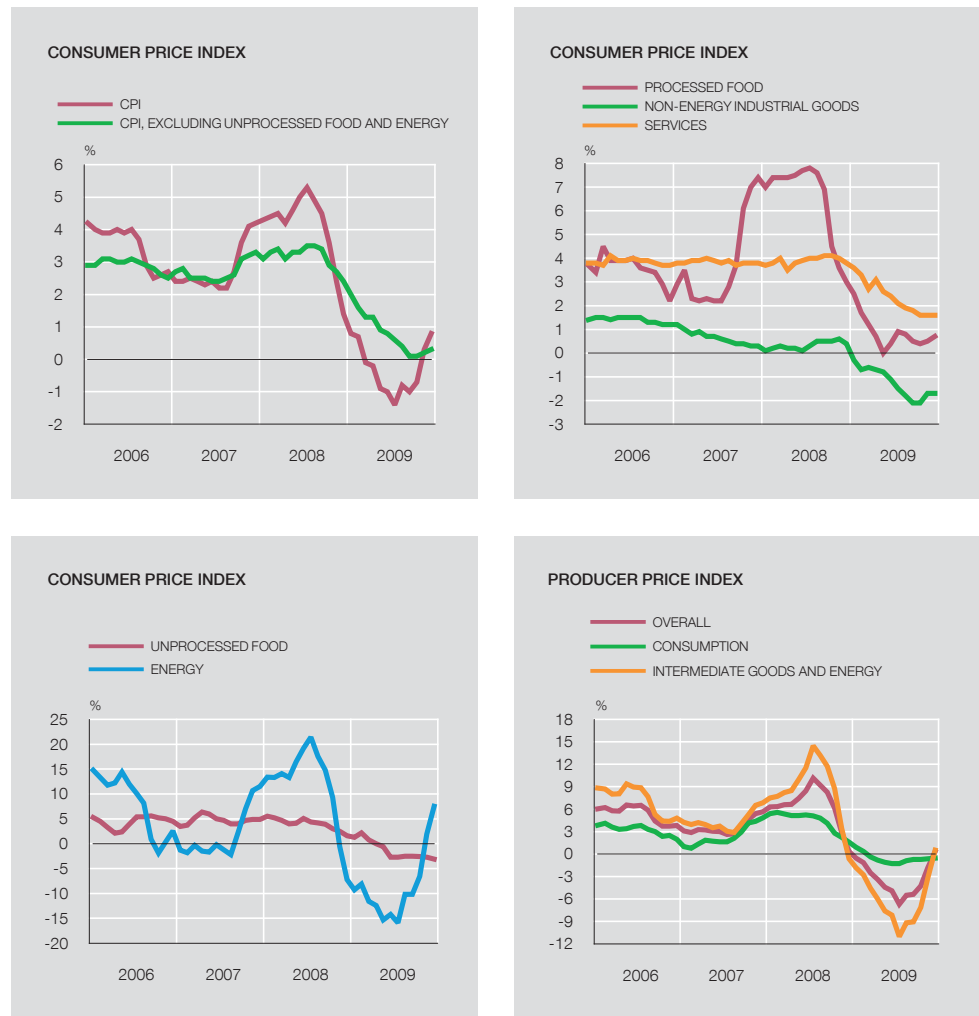 CONSUMER PRICE INDEX
CPI
CPI, EXCLUDING UNPROCESSED FOOD AND ENERGY
%
6
5
4
3
2
1
0
-1
-2
2006 2007 2008 2009
CONSUMER PRICE INDEX
PROCESSED FOOD
NON-ENERGY INDUSTRIAL GOODS
SERVICES
%
8
7
6
5
4
3
2
1
0
-1
-2
-3
2006 2007 2008 2009
CONSUMER PRICE INDEX
UNPROCESSED FOOD
ENERGY
%
25
20
15
10
5
0
-5
-10
-15
-20
2006 2007 2008 2009
PRODUCER PRICE INDEX
OVERALL
CONSUMPTION
INTERMEDIATE GOODS AND ENERGY
%
18
15
12
9
6
3
0
-3
-6
-9
-12
2006 2007 2008 2009